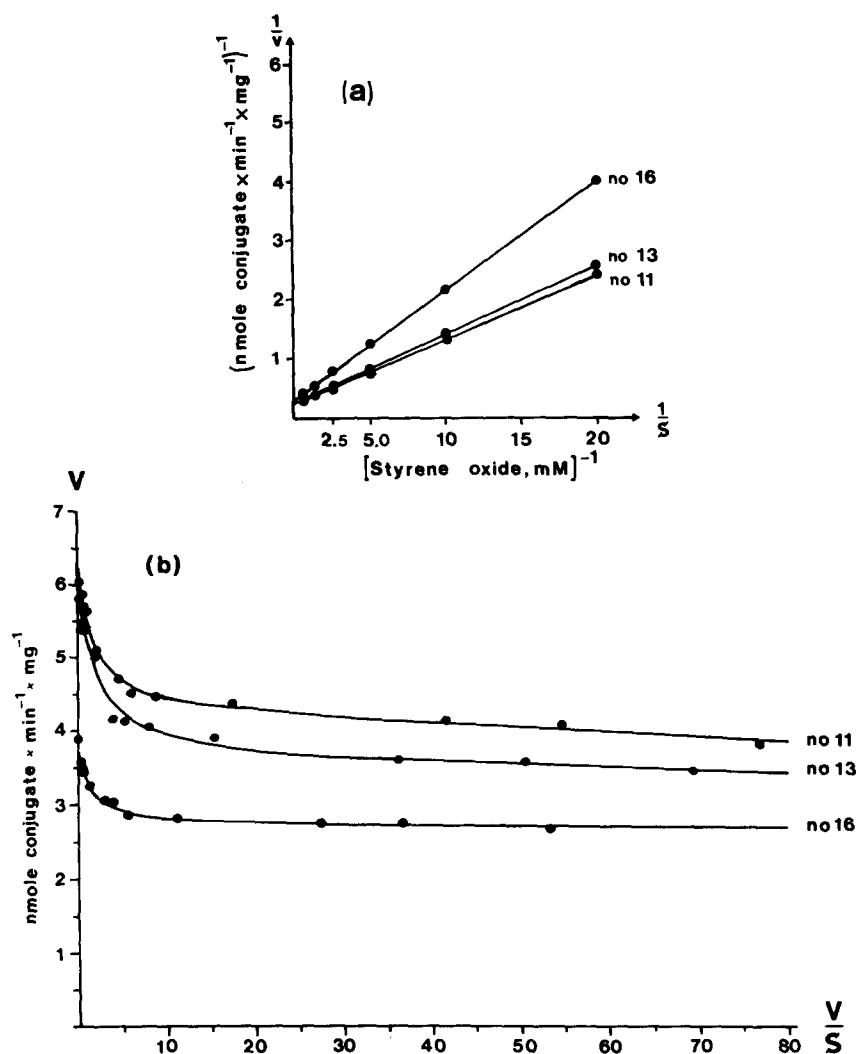 1/v
(nmole conjugate × min⁻¹ × mg⁻¹)⁻¹
6
5
4
3
2
1
(a)
no 16
no 13
no 11
1/S
2.5 5.0 10 15 20
[Styrene oxide, mM]⁻¹
V
nmole conjugate × min⁻¹ × mg⁻¹
7
6
5
4
3
2
1
(b)
no 11
no 13
no 16
10 20 30 40 50 60 70 80
V/S